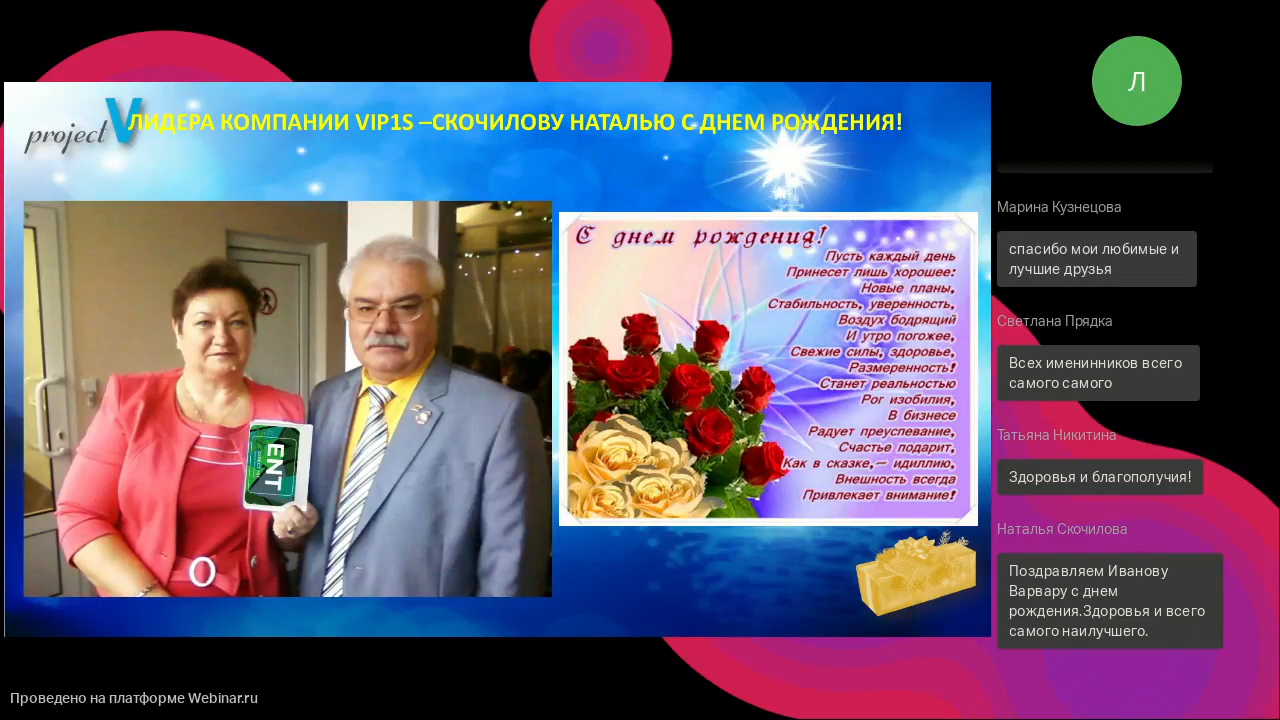 project V
ЛИДЕРА КОМПАНИИ VIP1S –СКОЧИЛОВУ НАТАЛЬЮ С ДНЕМ РОЖДЕНИЯ!
ENT
С днем рождения!
Пусть каждый день
Принесет лишь хорошее:
Новые планы,
Стабильность, уверенность,
Воздух бодрящий
И утро погожее,
Свежие силы, здоровье,
Размеренность!
Станет реальностью
Рог изобилия,
В бизнесе
Радует преуспевание,
Счастье подарит,
Как в сказке,— идиллию,
Внешность всегда
Привлекает внимание!
Л
Марина Кузнецова
спасибо мои любимые и
лучшие друзья
Светлана Прядка
Всех именинников всего
самого самого
Татьяна Никитина
Здоровья и благополучия!
Наталья Скочилова
Поздравляем Иванову
Варвару с днем
рождения.Здоровья и всего
самого наилучшего.
Проведено на платформе Webinar.ru